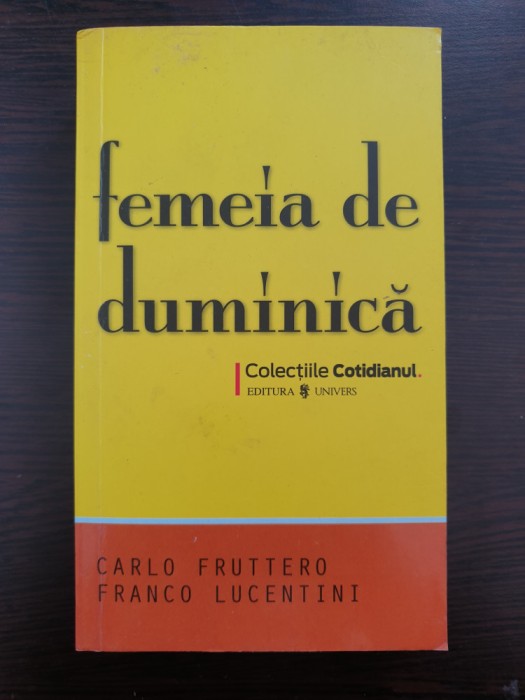 femeia de
duminică
Colecțiile Cotidianul.
EDITURA UNIVERS
CARLO FRUTTERO
FRANCO LUCENTINI